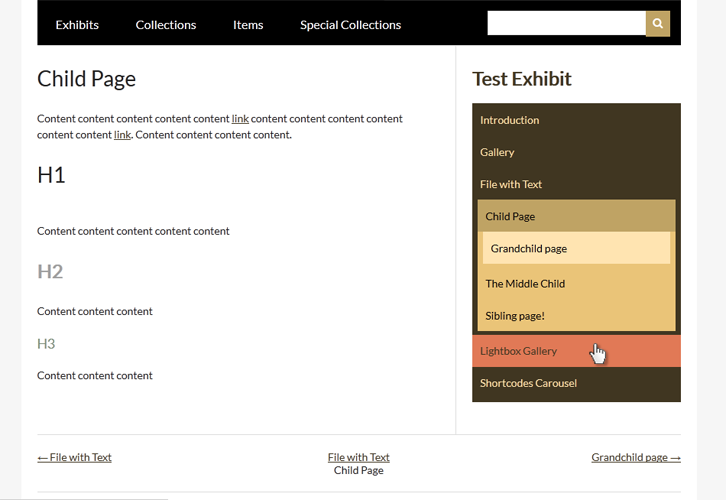 Exhibits Collections Items Special Collections
Child Page
Content content content content content link content content content content
content content link. Content content content content.
H1
Content content content content content
H2
Content content content
H3
Content content content
Test Exhibit
Introduction
Gallery
File with Text
Child Page
Grandchild page
The Middle Child
Sibling page!
Lightbox Gallery
Shortcodes Carousel
← File with Text
File with Text
Child Page
Grandchild page →